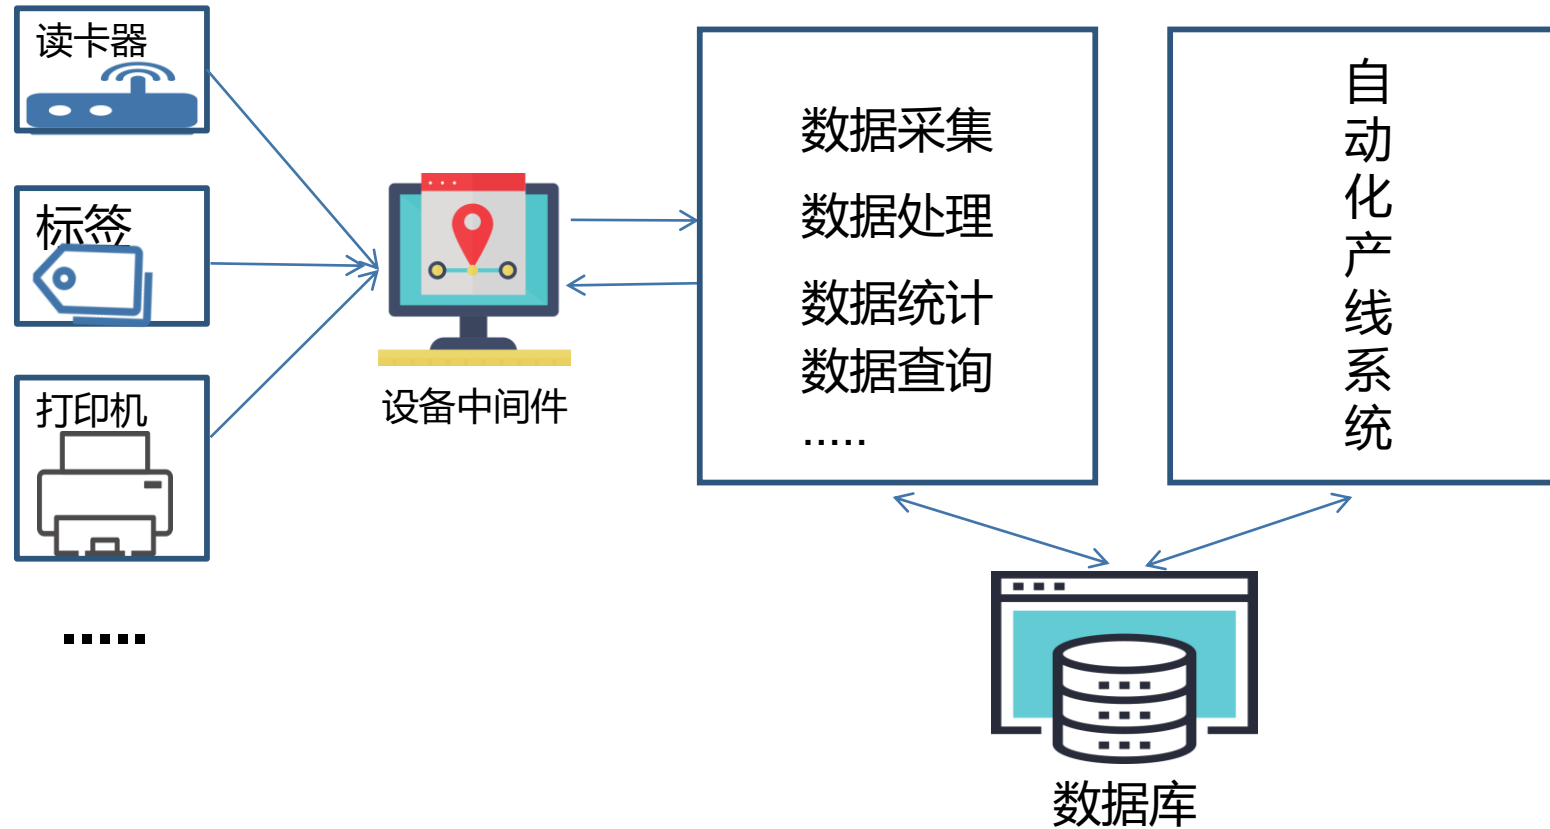 读卡器
标签
打印机
.....
设备中间件
数据采集
数据处理
数据统计
数据查询
.....
自动化产线系统
数据库